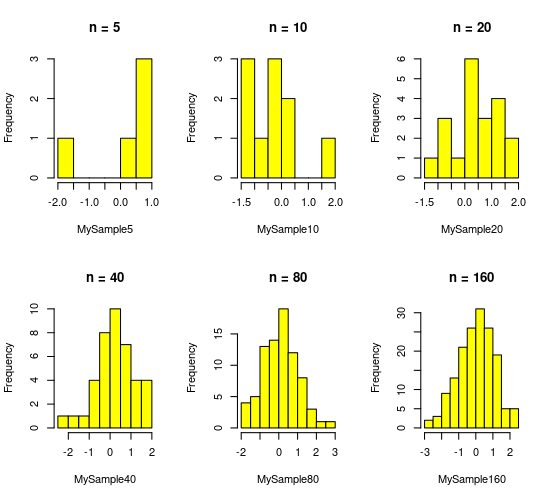 n = 5
Frequency
3
2
1
0
-2.0 -1.0 0.0 1.0
MySample5
n = 10
Frequency
3
2
1
0
-1.5 0.0 1.0 2.0
MySample10
n = 20
Frequency
6
5
4
3
2
1
0
-1.5 0.0 1.0 2.0
MySample20
n = 40
Frequency
10
8
6
4
2
0
-2 -1 0 1 2
MySample40
n = 80
Frequency
15
10
5
0
-2 0 1 2 3
MySample80
n = 160
Frequency
30
20
10
5
0
-3 -1 0 1 2
MySample160